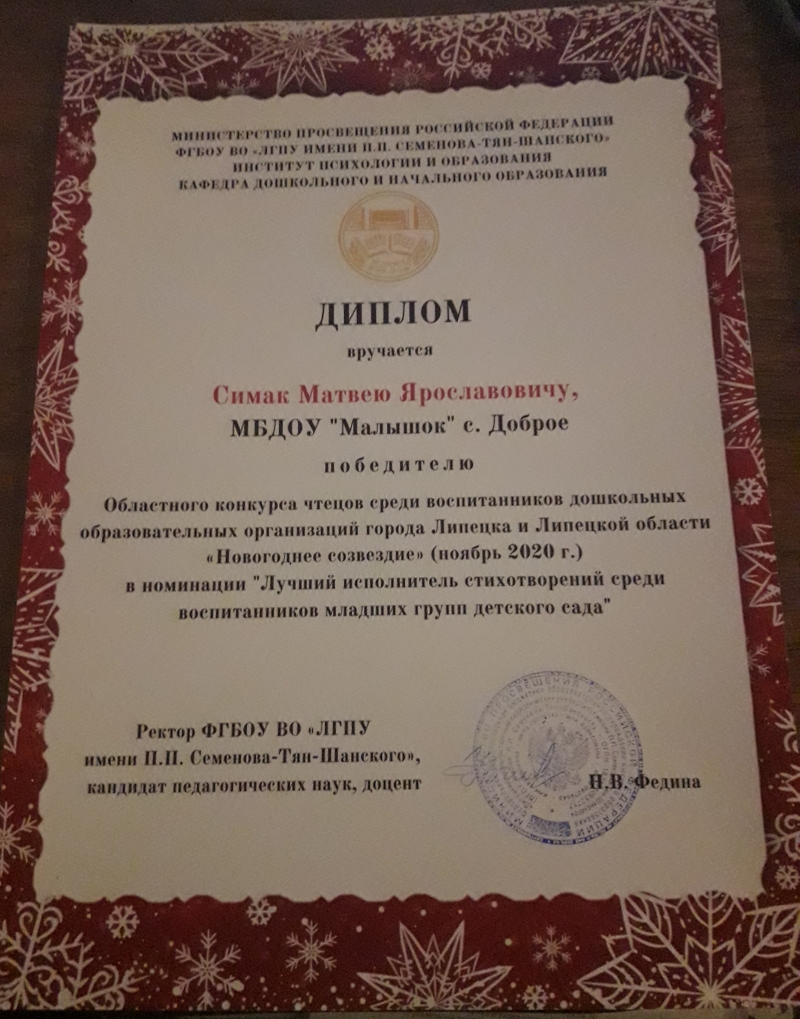 МИНИСТЕРСТВО ПРОСВЕЩЕНИЯ РОССИЙСКОЙ ФЕДЕРАЦИИ
ФГБОУ ВО «ЛГПУ ИМЕНИ П.П. СЕМЕНОВА-ТЯН-ШАНСКОГО»
ИНСТИТУТ ПСИХОЛОГИИ И ОБРАЗОВАНИЯ
КАФЕДРА ДОШКОЛЬНОГО И НАЧАЛЬНОГО ОБРАЗОВАНИЯ
ДИПЛОМ
вручается
Симак Матвею Ярославовичу,
МБДОУ "Малышок" с. Доброе
победителю
Областного конкурса чтецов среди воспитанников дошкольных
образовательных организаций города Липецка и Липецкой области
«Новогоднее созвездие» (ноябрь 2020 г.)
в номинации "Лучший исполнитель стихотворений среди
воспитанников младших групп детского сада"
Ректор ФГБОУ ВО «ЛГПУ
имени П.П. Семенова-Тян-Шанского»,
кандидат педагогических наук, доцент
Н.В. Федина